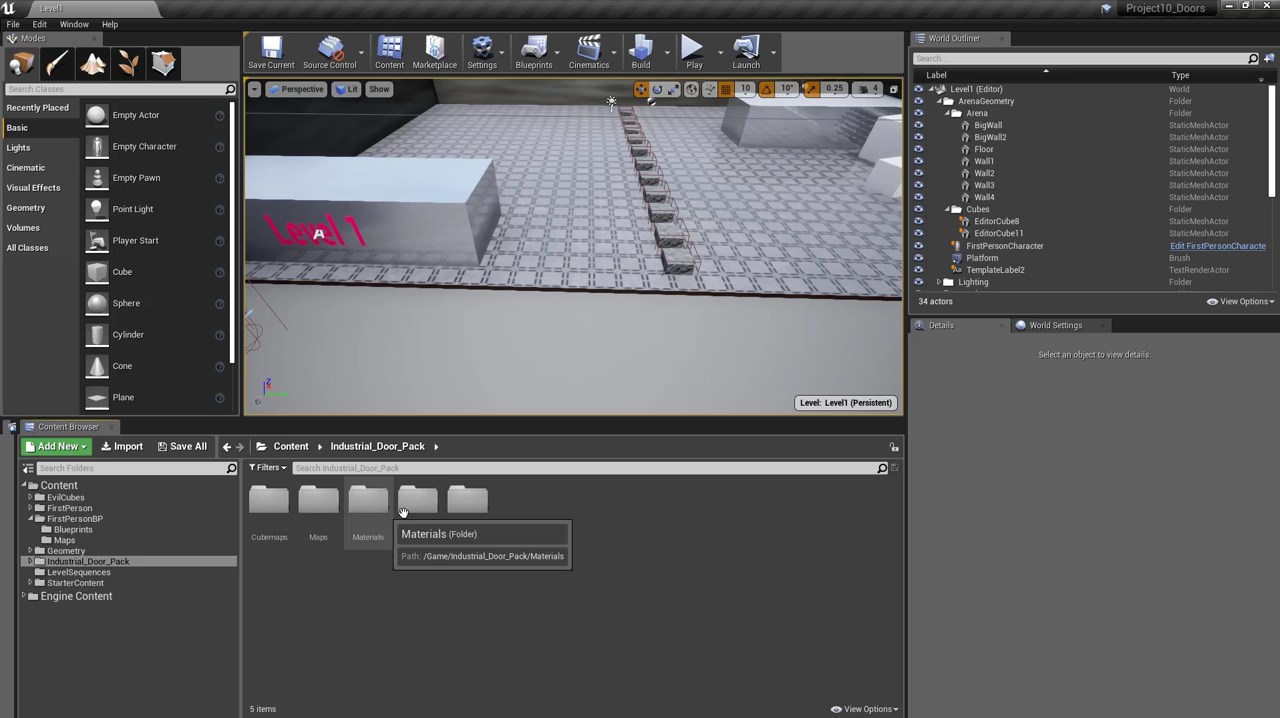 Level1
Project10_Doors
File Edit Window Help
Modes
Search Classes
Recently Placed
Basic
Lights
Cinematic
Visual Effects
Geometry
Volumes
All Classes
Empty Actor
Empty Character
Empty Pawn
Point Light
Player Start
Cube
Sphere
Cylinder
Cone
Plane
Save Current
Source Control
Content
Marketplace
Settings
Blueprints
Cinematics
Build
Play
Launch
Perspective
Lit
Show
10
10°
0.25
4
Level 1
A
Z
Level: Level1 (Persistent)
World Outliner
Search...
Label Type
Level1 (Editor) World
ArenaGeometry Folder
Arena Folder
BigWall StaticMeshActor
BigWall2 StaticMeshActor
Floor StaticMeshActor
Wall1 StaticMeshActor
Wall2 StaticMeshActor
Wall3 StaticMeshActor
Wall4 StaticMeshActor
Cubes Folder
EditorCube8 StaticMeshActor
EditorCube11 StaticMeshActor
FirstPersonCharacter Edit FirstPersonCharacte
Platform Brush
TemplateLabel2 TextRenderActor
Lighting Folder
34 actors
View Options
Details
World Settings
Select an object to view details.
Content Browser
Add New
Import
Save All
Content
Industrial_Door_Pack
Search Folders
Filters
Search Industrial_Door_Pack
Content
EvilCubes
FirstPerson
FirstPersonBP
Blueprints
Maps
Geometry
Industrial_Door_Pack
LevelSequences
StarterContent
Engine Content
Cubemaps
Maps
Materials
Materials (Folder)
Path: /Game/Industrial_Door_Pack/Materials
5 items
View Options